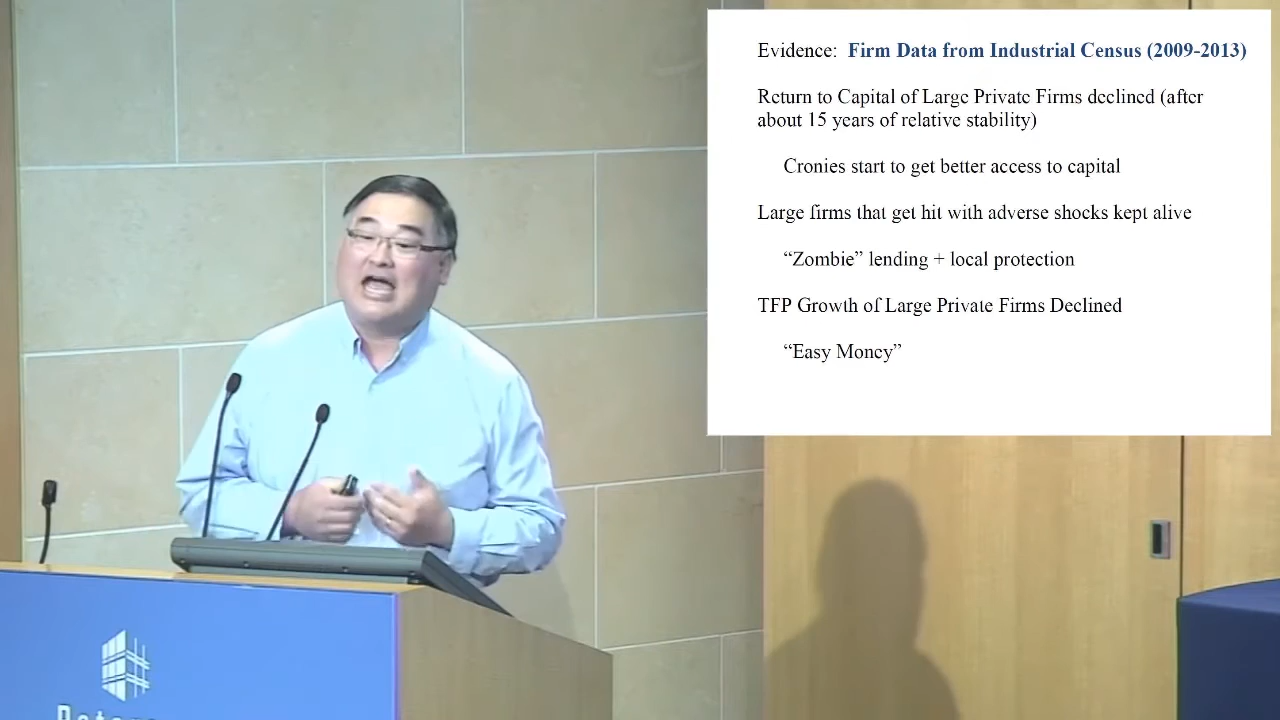 Evidence: Firm Data from Industrial Census (2009-2013)
Return to Capital of Large Private Firms declined (after
about 15 years of relative stability)
Cronies start to get better access to capital
Large firms that get hit with adverse shocks kept alive
“Zombie” lending + local protection
TFP Growth of Large Private Firms Declined
“Easy Money”